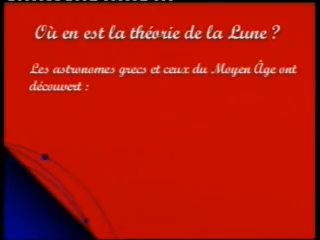 Où en est la théorie de la Lune ?
Les astronomes grecs et ceux du Moyen Âge ont
découvert :